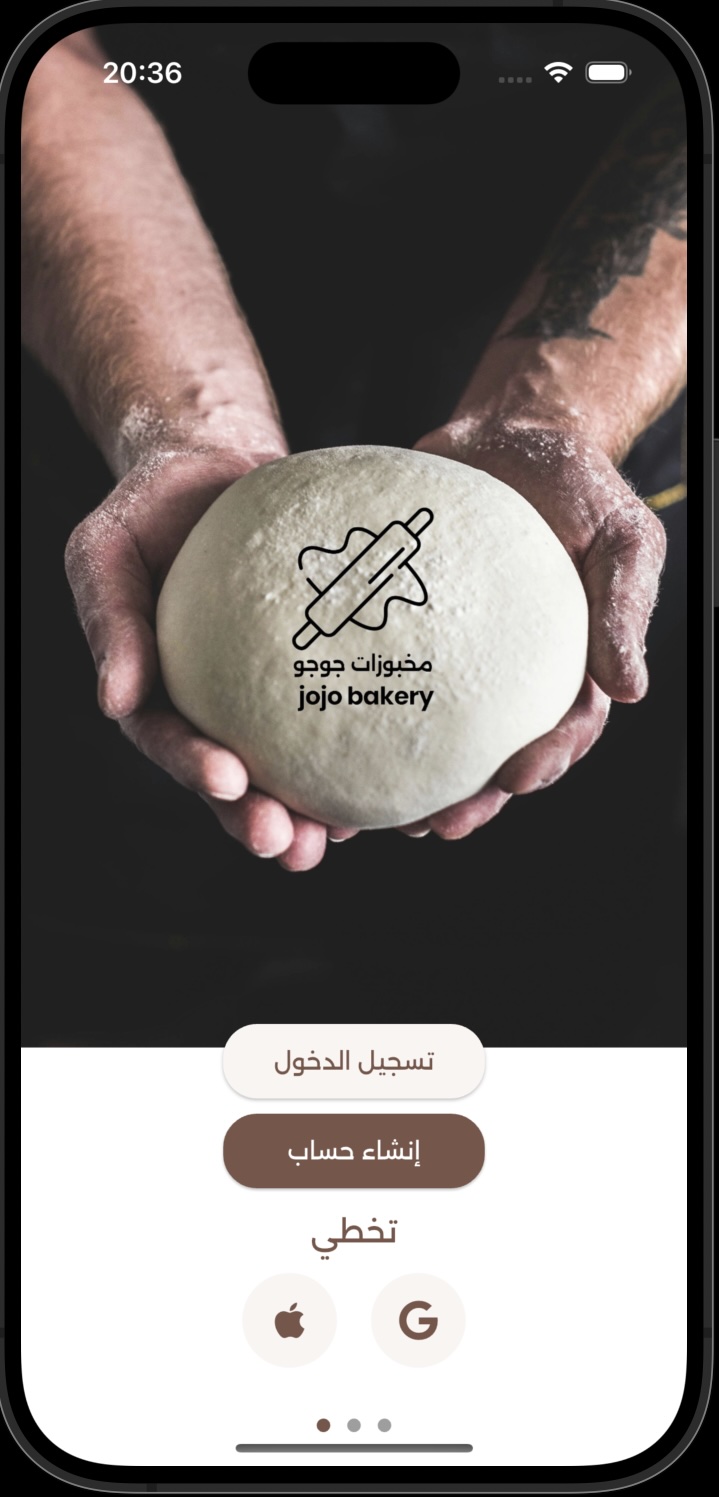 20:36
مخبوزات جوجو
jojo bakery
تسجيل الدخول
إنشاء حساب
تخطي